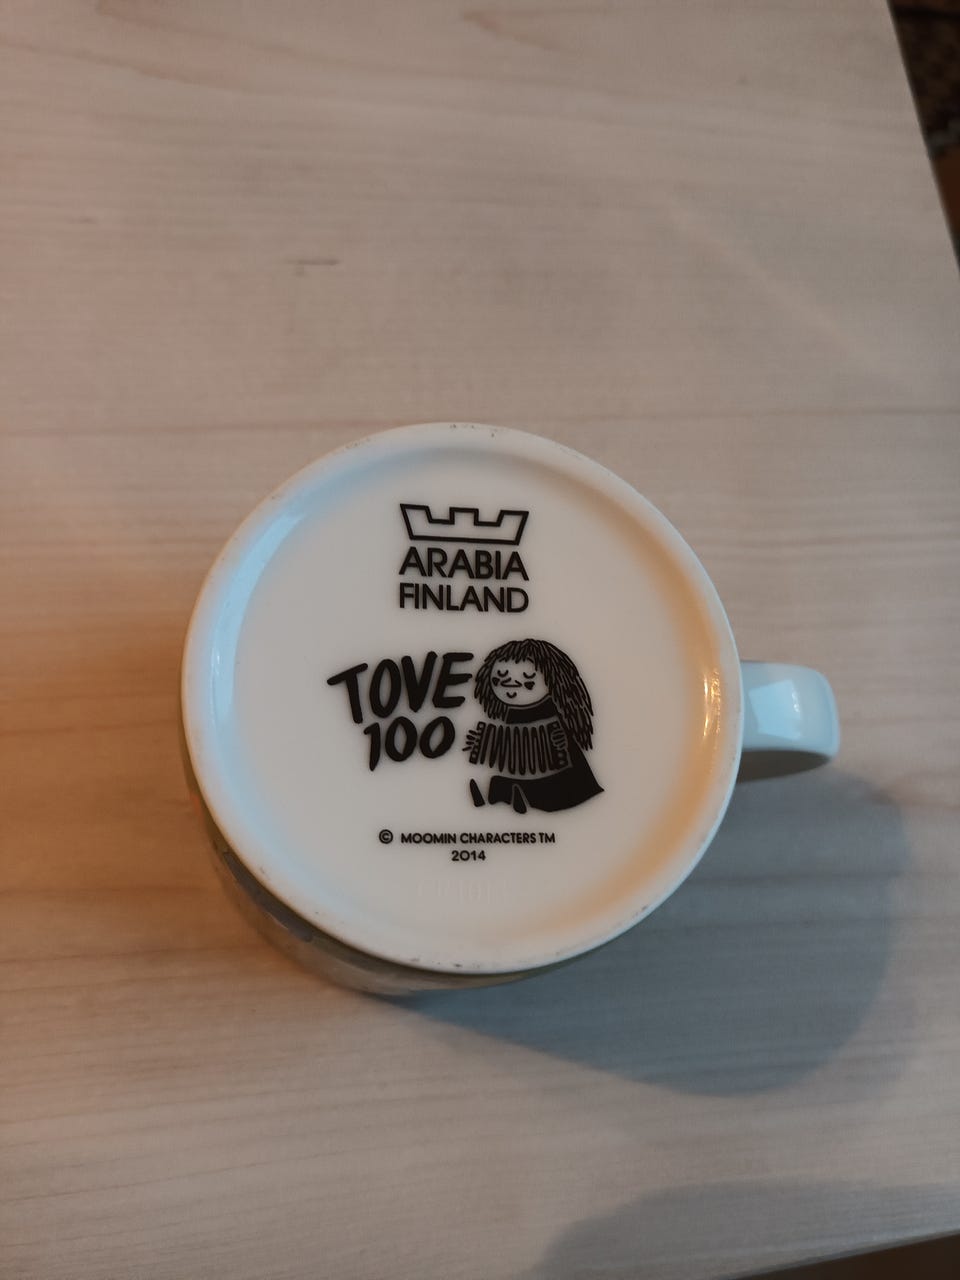 ARABIA
FINLAND
TOVE
100
© MOOMIN CHARACTERS TM
2014